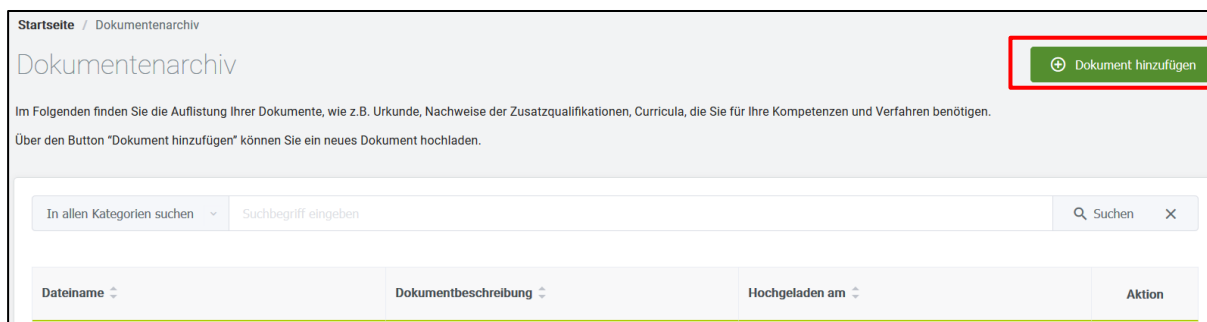 Startseite / Dokumentenarchiv
Dokumentenarchiv
Dokument hinzufügen
Im Folgenden finden Sie die Auflistung Ihrer Dokumente, wie z.B. Urkunde, Nachweise der Zusatzqualifikationen, Curricula, die Sie für Ihre Kompetenzen und Verfahren benötigen.
Über den Button "Dokument hinzufügen" können Sie ein neues Dokument hochladen.
In allen Kategorien suchen Suchbegriff eingeben Suchen
Dateiname Dokumentbeschreibung Hochgeladen am Aktion